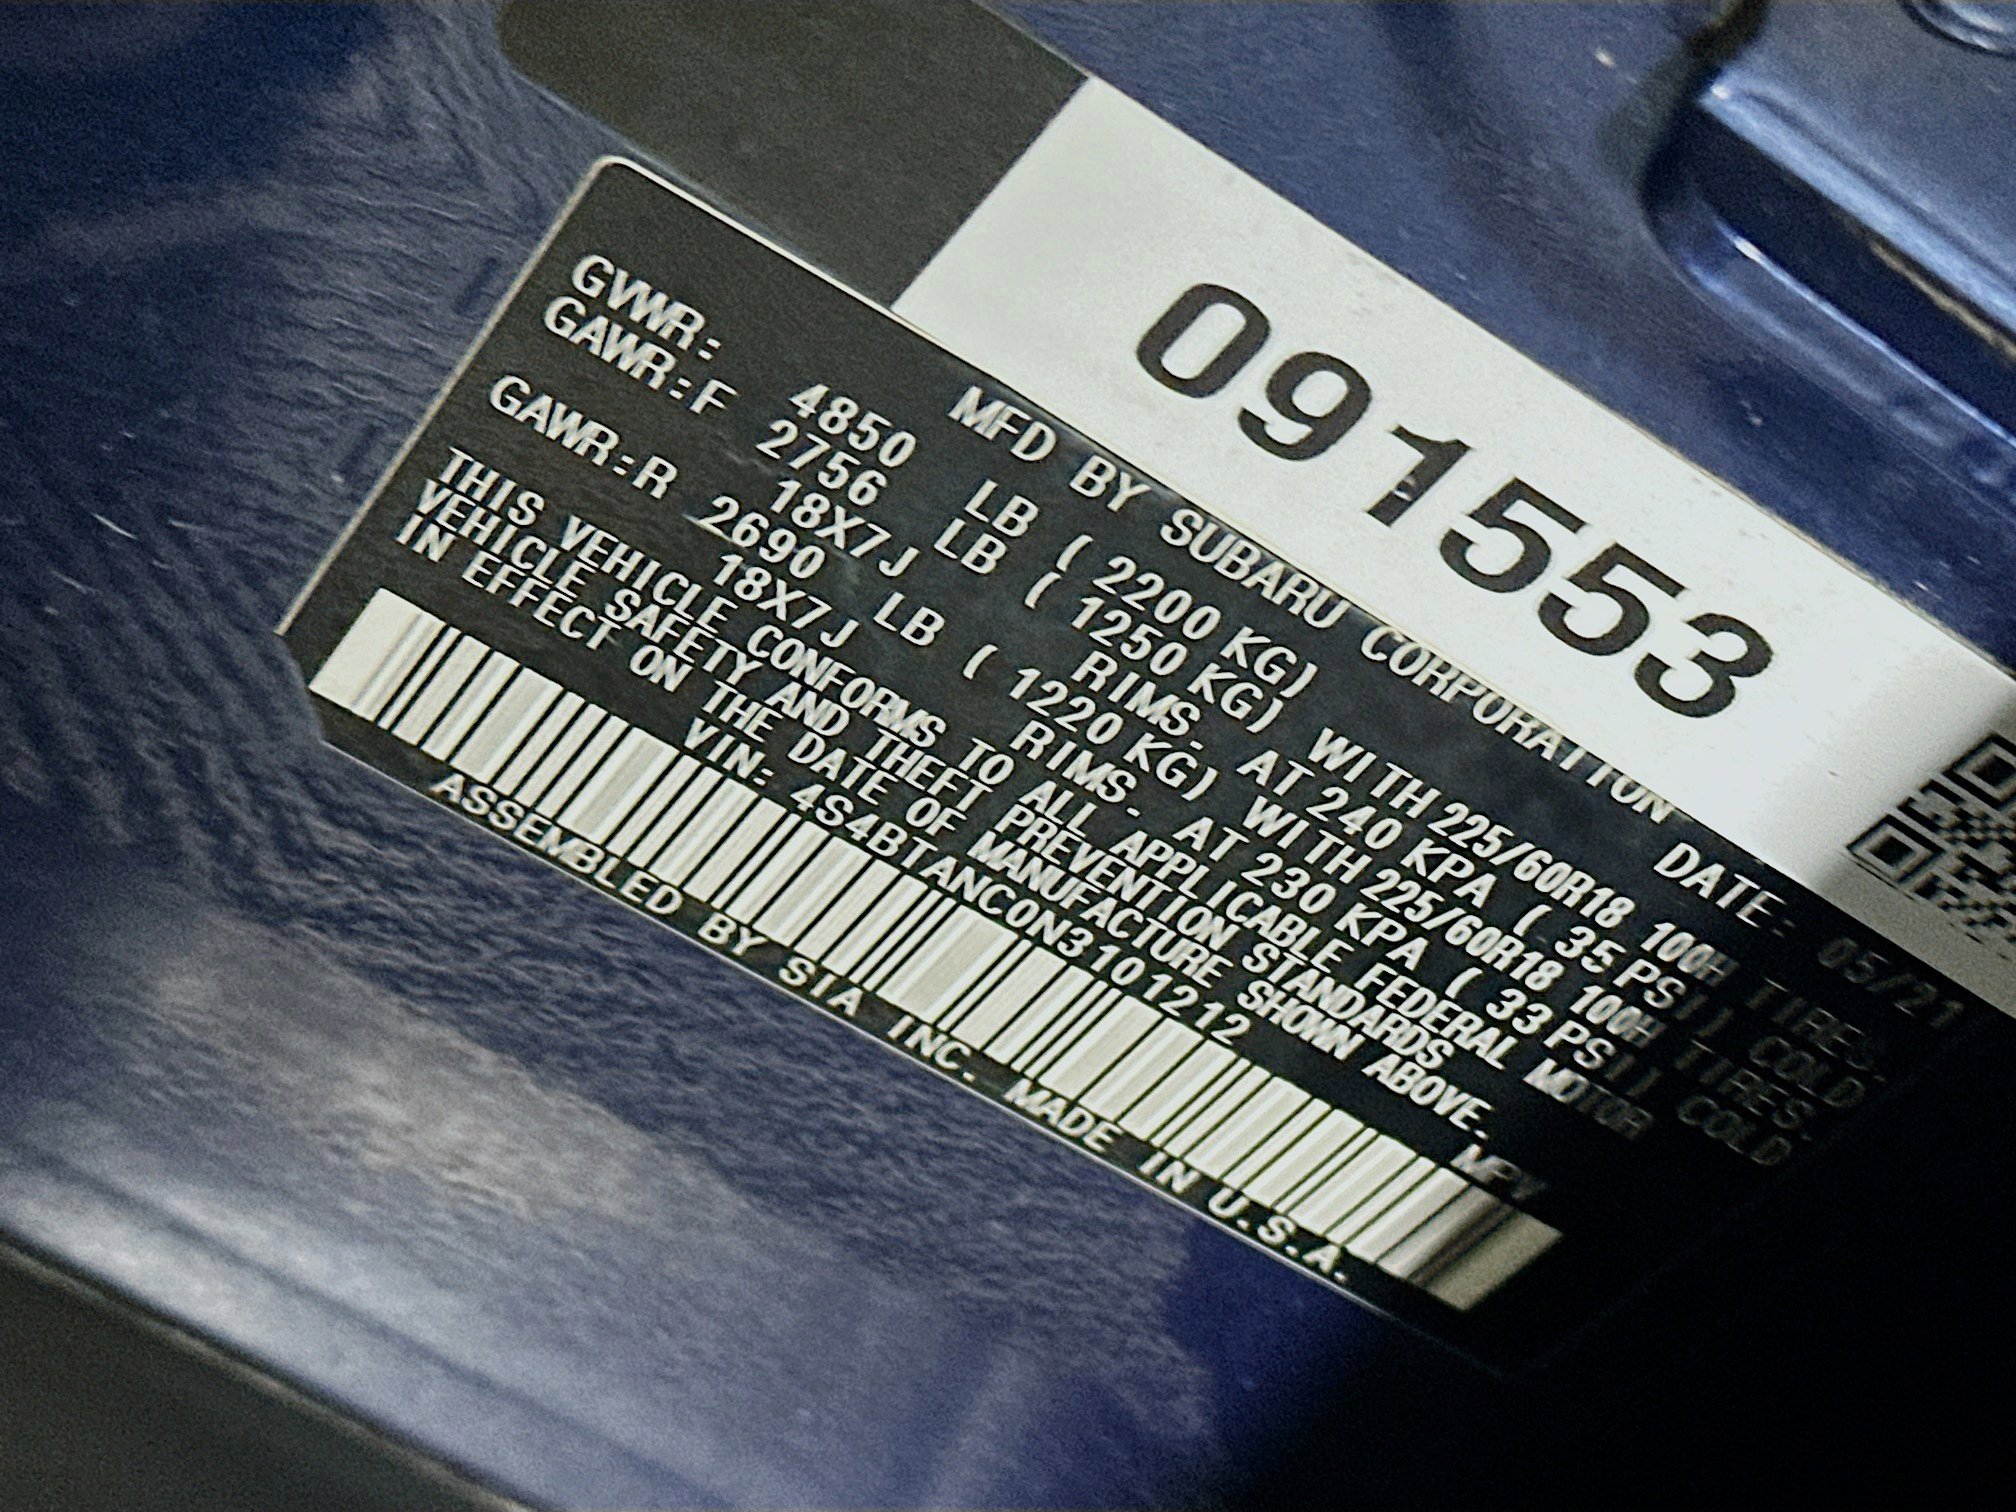 091553
MFD BY SUBARU CORPORATION DATE: 05/21
GVWR: 4850 LB ( 2200 KG)
GAWR:F 2756 LB ( 1250 KG) WITH 225/60R18 100H TIRES.
18X7J RIMS. AT 240 KPA ( 35 PSI) COLD
GAWR:R 2690 LB ( 1220 KG) WITH 225/60R18 100H TIRES.
18X7J RIMS. AT 230 KPA ( 33 PSI) COLD
THIS VEHICLE CONFORMS TO ALL APPLICABLE FEDERAL MOTOR
VEHICLE SAFETY AND THEFT PREVENTION STANDARDS
IN EFFECT ON THE DATE OF MANUFACTURE SHOWN ABOVE.
VIN: 4S4BTANC0N3101212 MPV
ASSEMBLED BY SIA INC. MADE IN U.S.A.